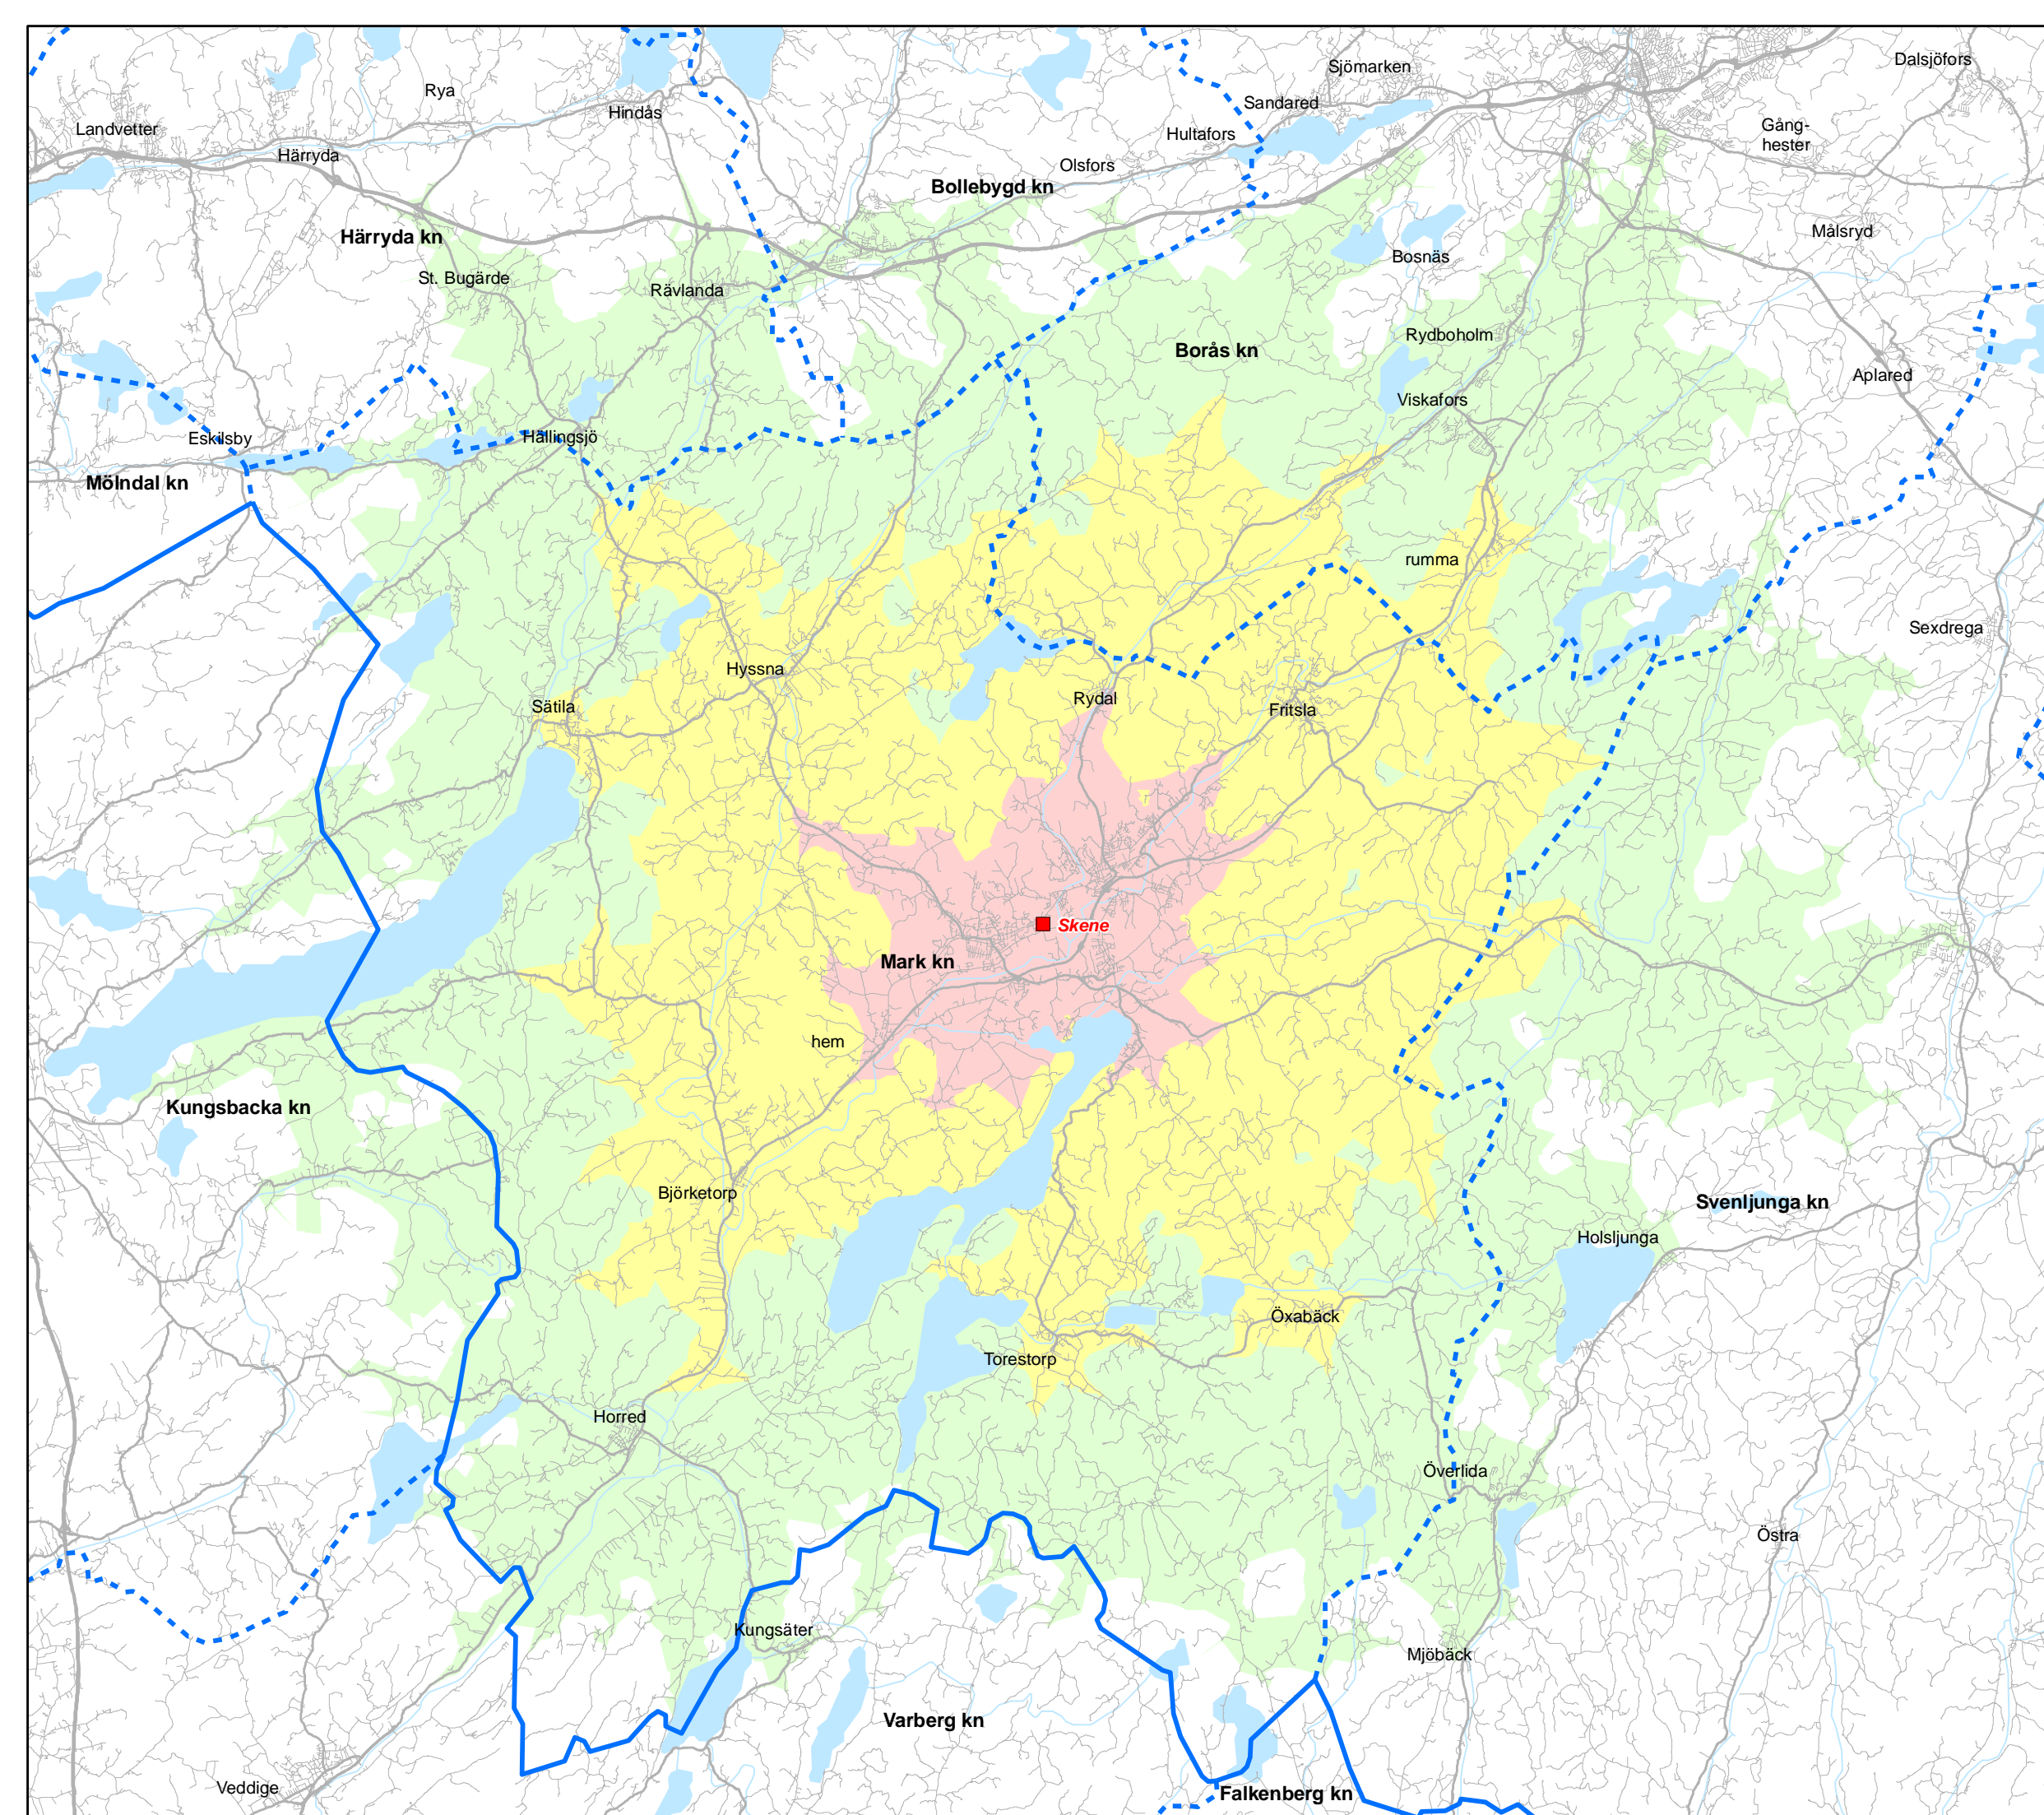 Dalsjöfors
Sjömarken
Rya
Sandared
Hindås
Landvetter
Gång-
hester
Hultafors
Härryda
Olsfors
Bollebygd kn
Målsryd
Härryda kn
Bosnäs
St. Bugärde
Rävlanda
Rydboholm
Borås kn
Aplared
Viskafors
Eskilsby
Hällingsjö
Mölndal kn
rumma
Sexdrega
Hyssna
Rydal
Sätila
Fritsla
Skene
Mark kn
hem
Kungsbacka kn
Björketorp
Svenljunga kn
Holsljunga
Öxabäck
Torestorp
Horred
Överlida
Östra
Kungsäter
Mjöbäck
Varberg kn
Veddige
Falkenberg kn